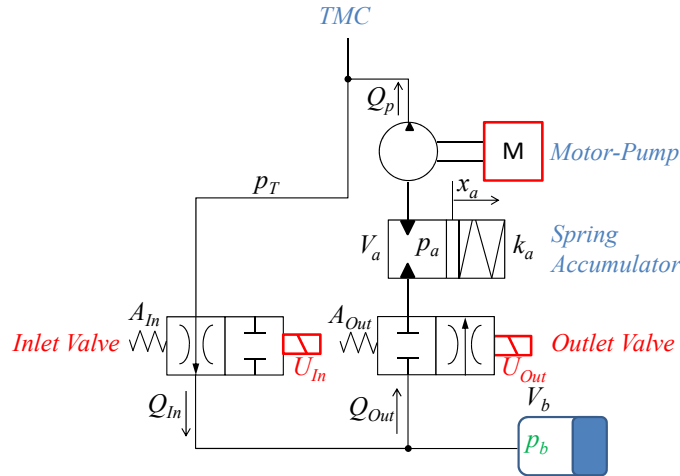 TMC
Q_p
M
Motor-Pump
p_T
x_a
V_a
p_a
k_a
Spring
Accumulator
A_In
A_Out
Inlet Valve
U_In
U_Out
Outlet Valve
Q_In
Q_Out
V_b
p_b